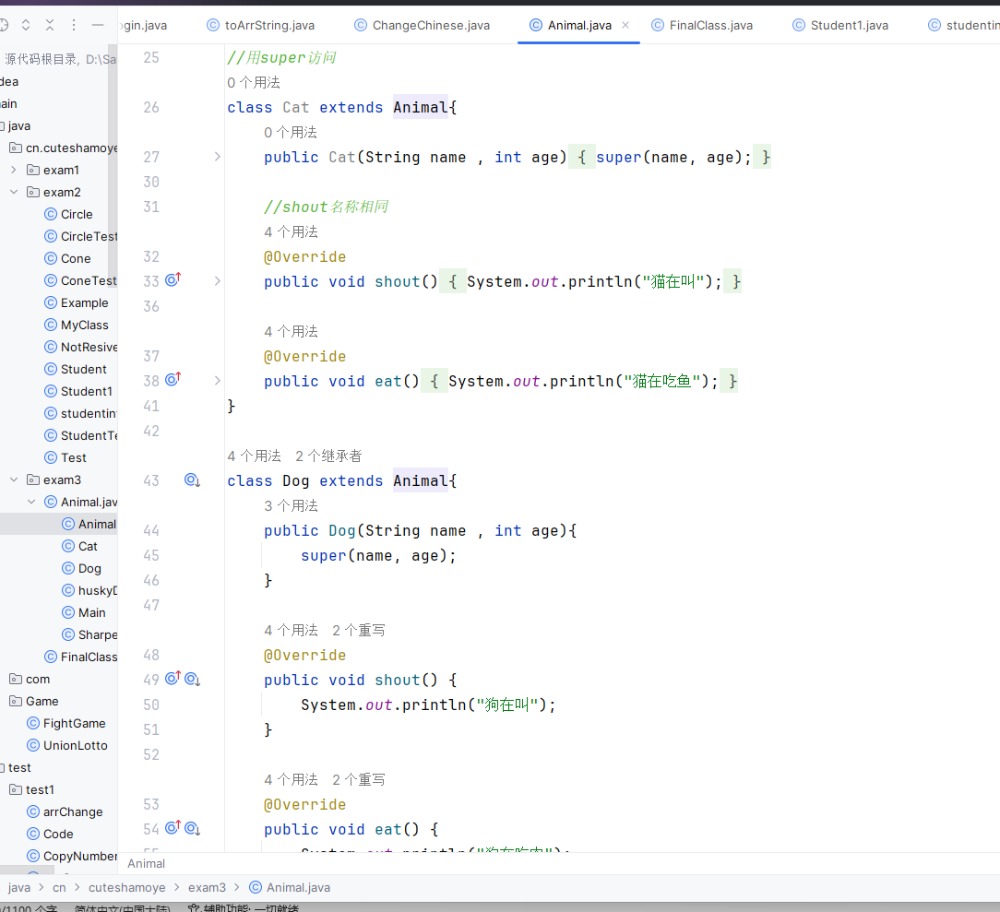 gin.java toArrString.java ChangeChinese.java Animal.java FinalClass.java Student1.java studentin
源代码根目录, D:\Sa
dea
ain
java
cn.cuteshamoye
exam1
exam2
Circle
CircleTest
Cone
ConeTest
Example
MyClass
NotResive
Student
Student1
studentin
StudentTe
Test
exam3
Animal.jav
Animal
Cat
Dog
huskyD
Main
Sharpe
FinalClass
com
Game
FightGame
UnionLotto
test
test1
arrChange
Code
CopyNumber
25 //用super访问
0 个用法
26 class Cat extends Animal{
0 个用法
27 public Cat(String name , int age) { super(name, age); }
30
31 //shout名称相同
4 个用法
32 @Override
33 public void shout() { System.out.println("猫在叫"); }
36
4 个用法
37 @Override
38 public void eat() { System.out.println("猫在吃鱼"); }
41 }
42
4 个用法 2 个继承者
43 class Dog extends Animal{
3 个用法
44 public Dog(String name , int age){
45 super(name, age);
46 }
47
4 个用法 2 个重写
48 @Override
49 public void shout() {
50 System.out.println("狗在叫");
51 }
52
4 个用法 2 个重写
53 @Override
54 public void eat() {
55 System.out.println("狗在吃肉");
Animal
java > cn > cuteshamoye > exam3 > Animal.java
/1100 个字 简体中文(中国大陆) 辅助功能: 一切就绪